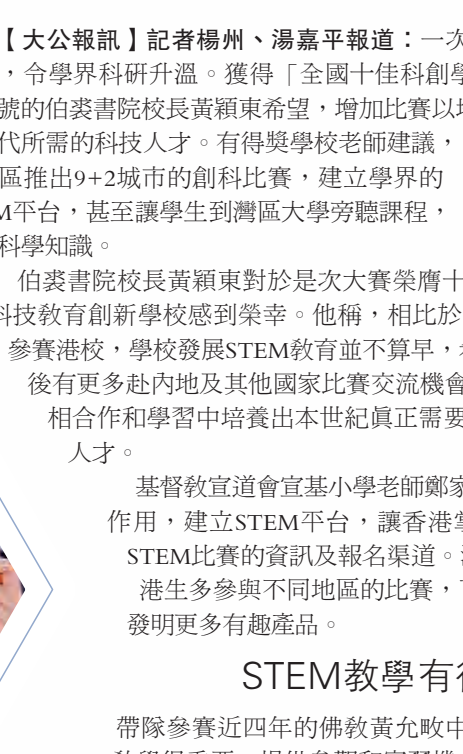 【大公報訊】記者楊州、湯嘉平報道：一次
，令學界科研升溫。獲得「全國十佳科創學
號的伯裘書院校長黃穎東希望，增加比賽以培
代所需的科技人才。有得獎學校老師建議，
區推出9+2城市的創科比賽，建立學界的
M平台，甚至讓學生到灣區大學旁聽課程，
科學知識。
伯裘書院校長黃穎東對於是次大賽榮膺十
科技教育創新學校感到榮幸。他稱，相比於
參賽港校，學校發展STEM教育並不算早，希
後有更多赴內地及其他國家比賽交流機會
相合作和學習中培養出本世紀真正需要
人才。
基督教宣道會宣基小學老師鄭家
作用，建立STEM平台，讓香港掌
STEM比賽的資訊及報名渠道。
港生多參與不同地區的比賽，
發明更多有趣產品。
STEM教學有
帶隊參賽近四年的佛教黃允畋中